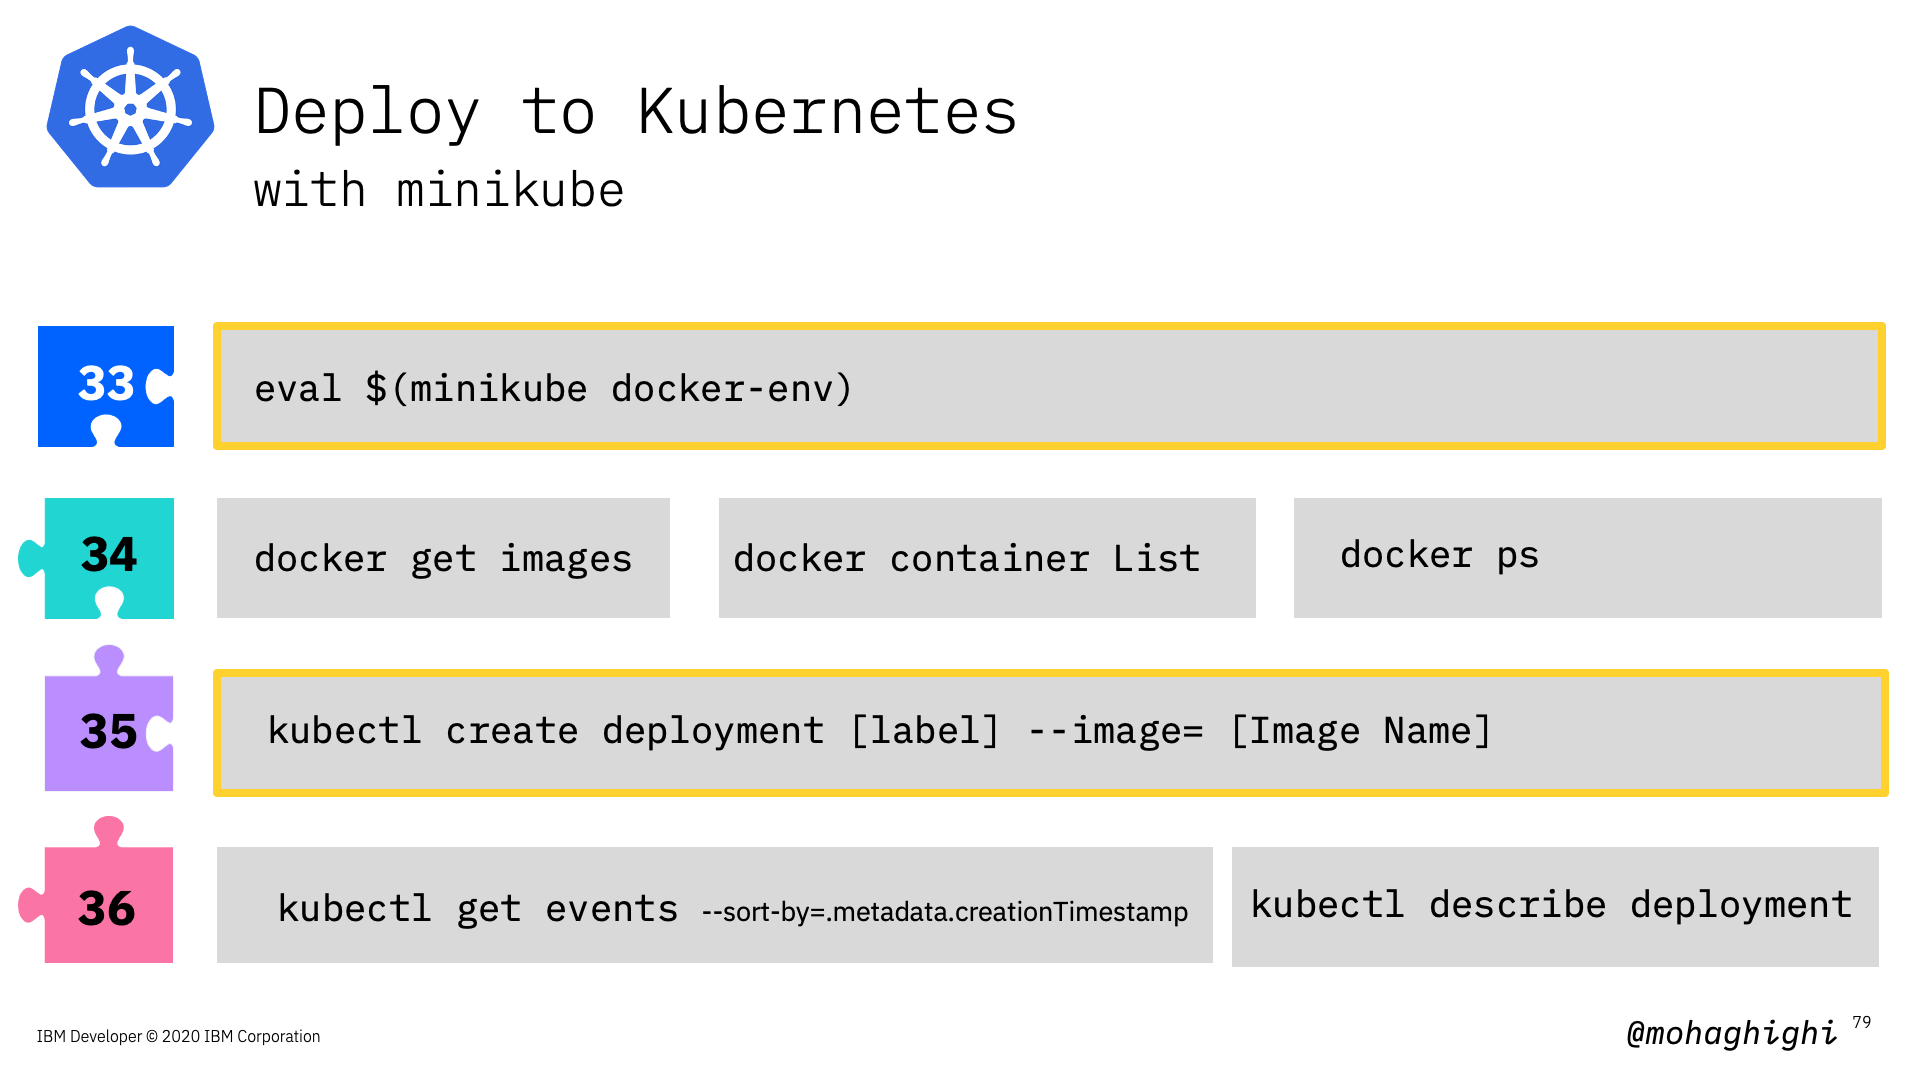 Deploy to Kubernetes
with minikube
33
eval $(minikube docker-env)
34
docker get images
docker container List
docker ps
35
kubectl create deployment [label] --image= [Image Name]
36
kubectl get events --sort-by=.metadata.creationTimestamp
kubectl describe deployment
IBM Developer © 2020 IBM Corporation
@mohaghighi
79